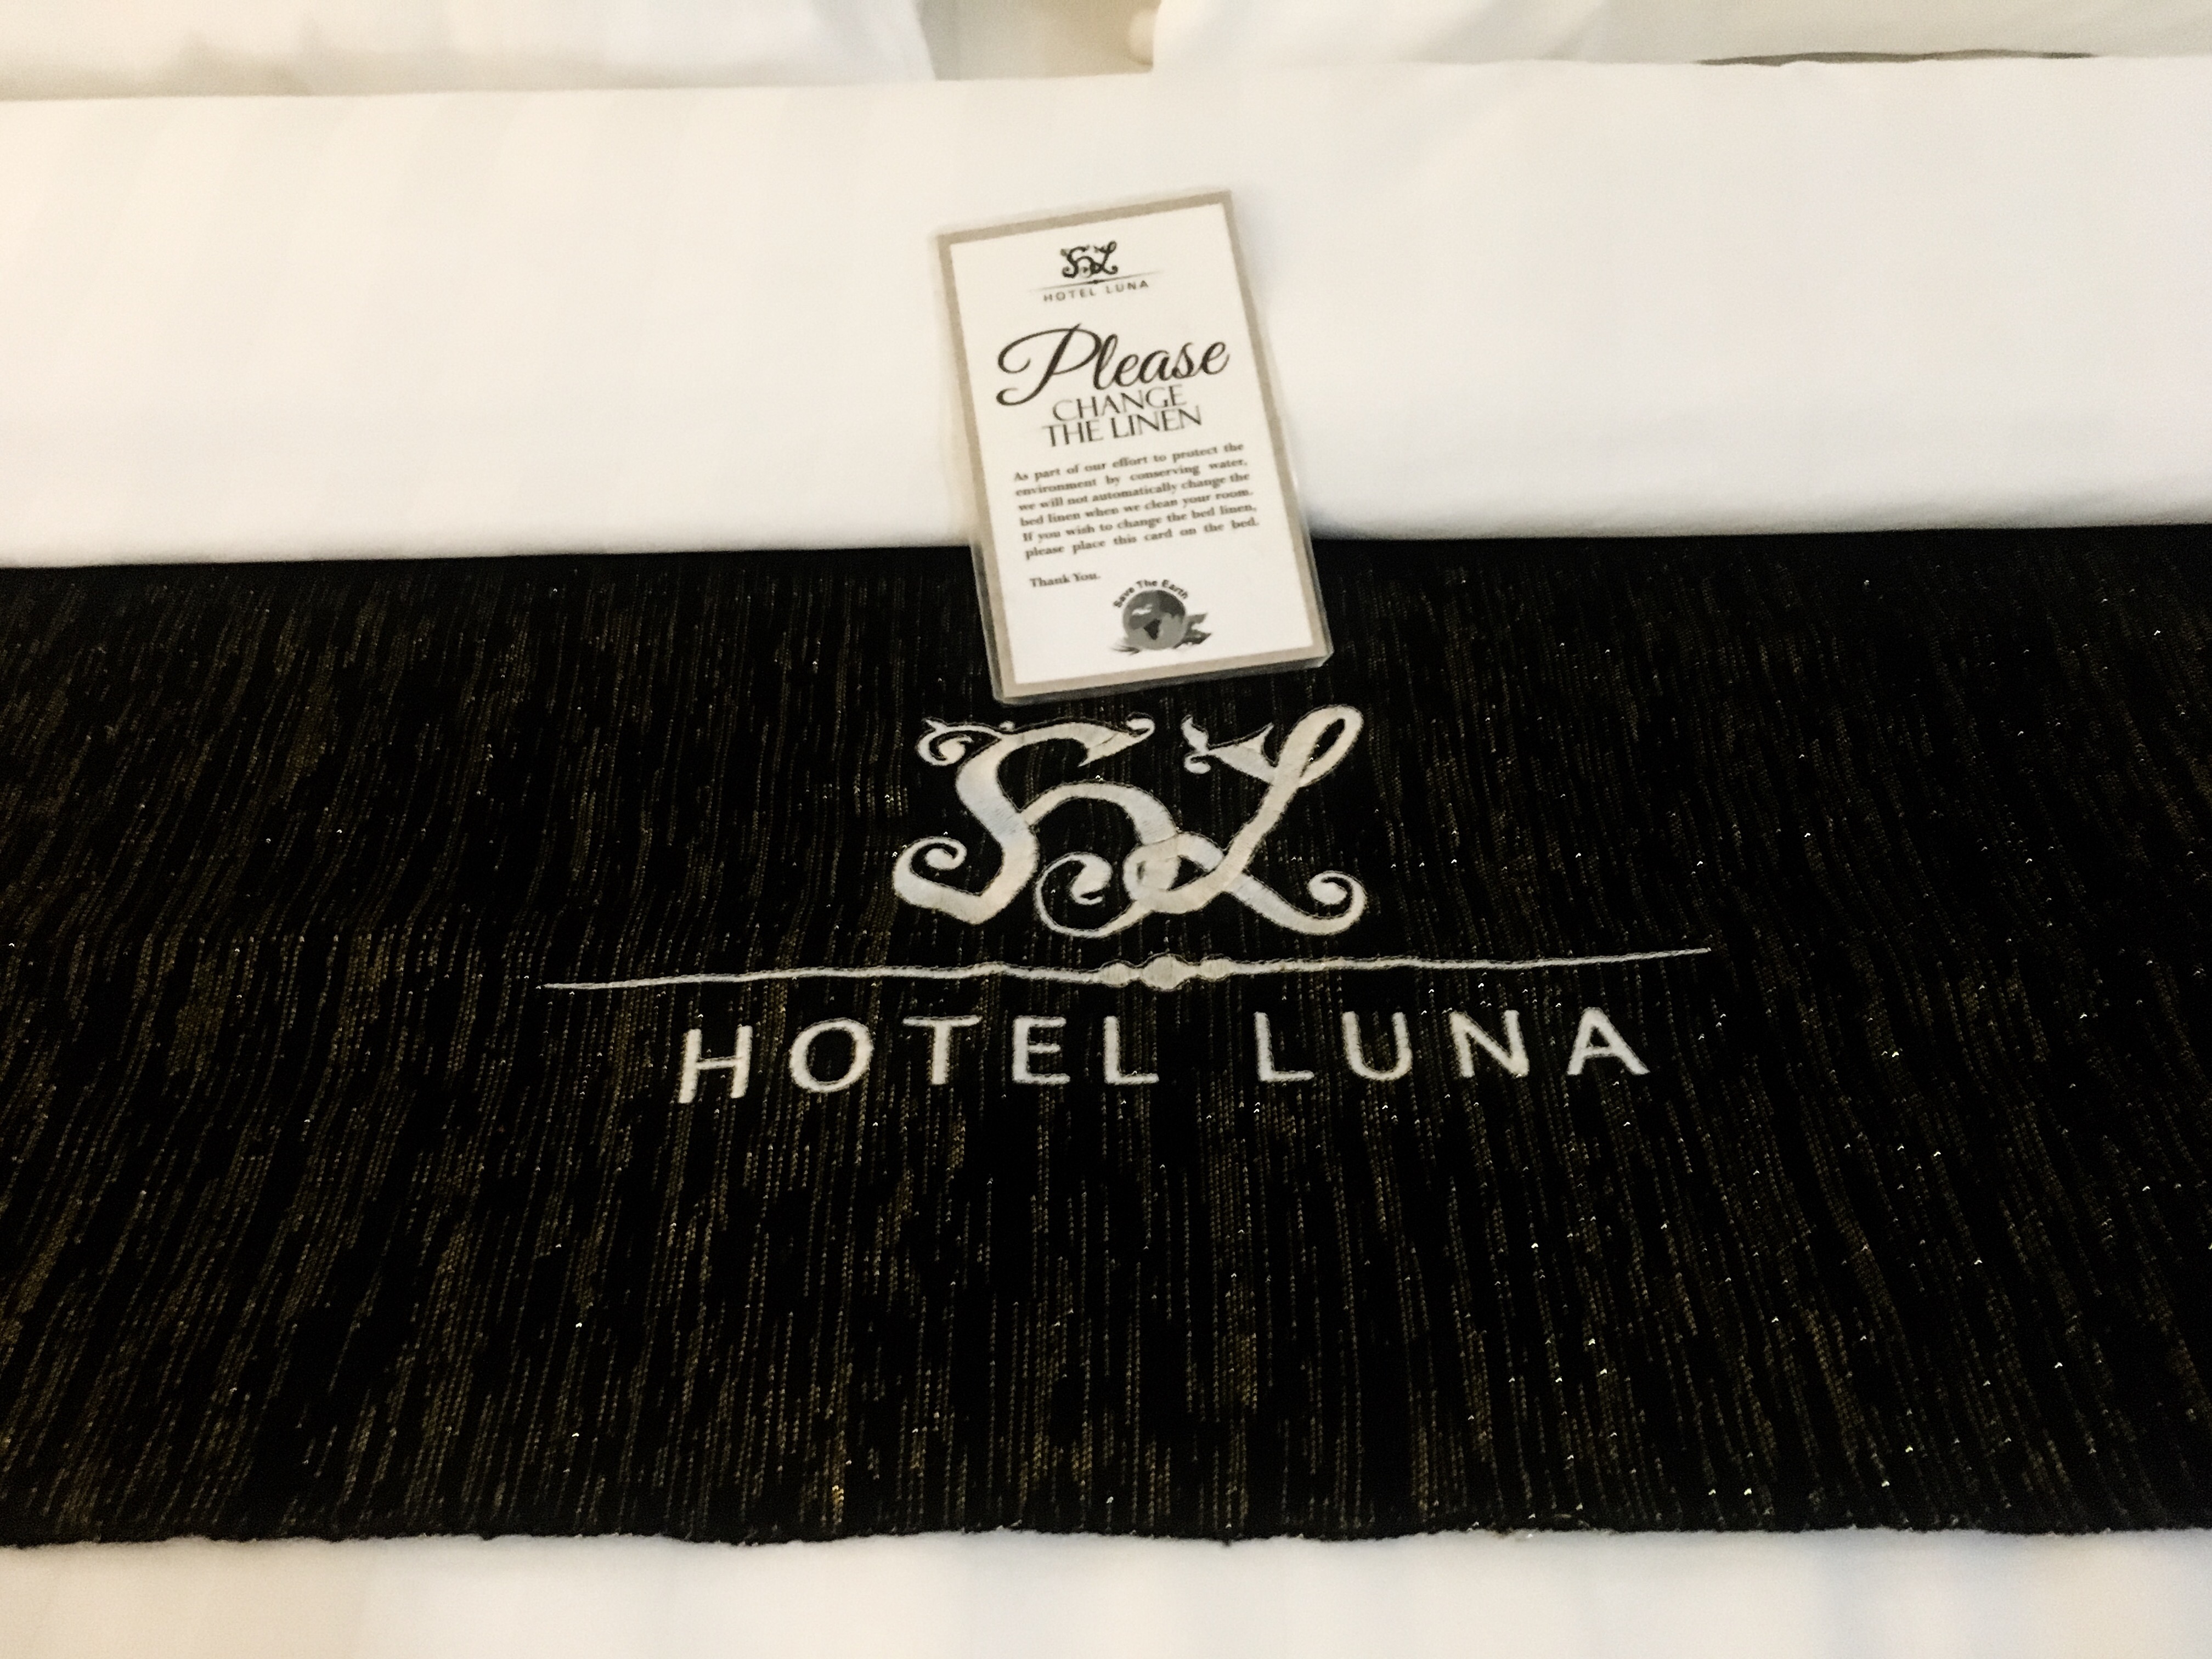 HL
HOTEL LUNA
Please
CHANGE
THE LINEN
As part of our effort to protect the
environment by conserving water,
we will not automatically change the
bed linen when we clean your room.
If you wish to change the bed linen,
please place this card on the bed.
Thank You.
Save The Earth
HL
HOTEL LUNA